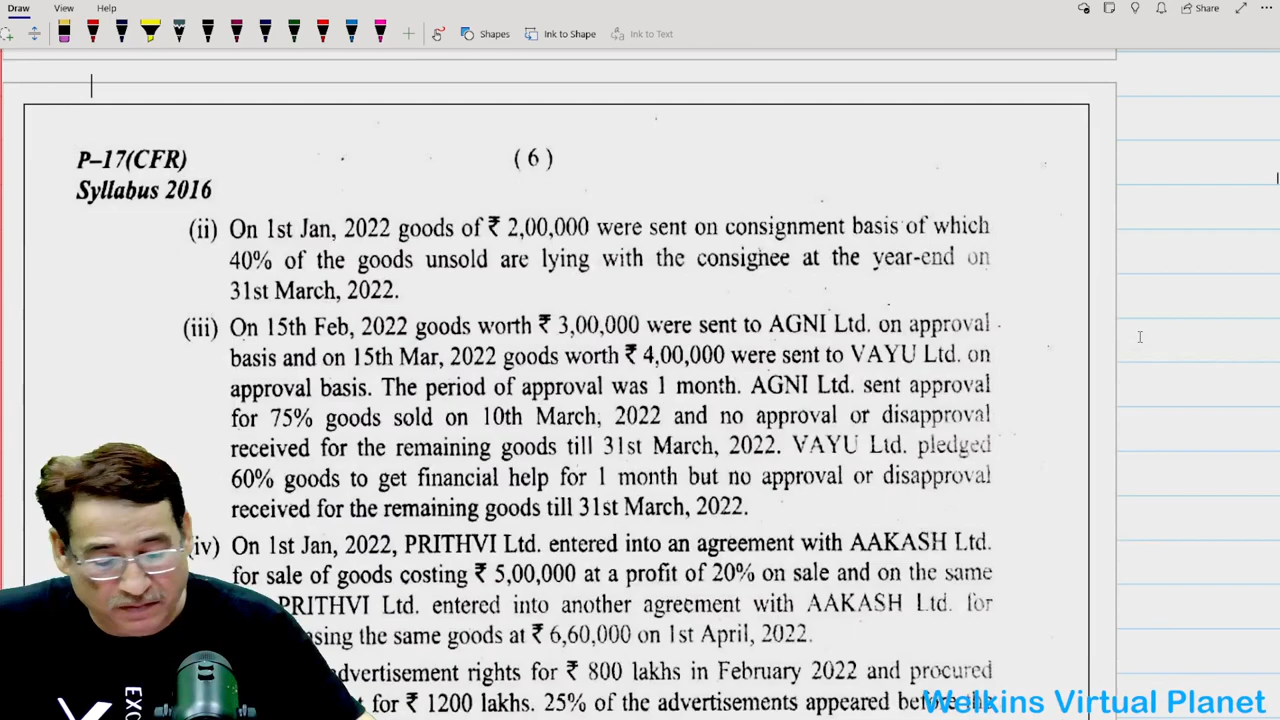 Draw View Help
Share
Shapes Ink to Shape Ink to Text
P–17(CFR) (6)
Syllabus 2016
(ii) On 1st Jan, 2022 goods of ₹ 2,00,000 were sent on consignment basis of which
40% of the goods unsold are lying with the consignee at the year-end on
31st March, 2022.
(iii) On 15th Feb, 2022 goods worth ₹ 3,00,000 were sent to AGNI Ltd. on approval
basis and on 15th Mar, 2022 goods worth ₹ 4,00,000 were sent to VAYU Ltd. on
approval basis. The period of approval was 1 month. AGNI Ltd. sent approval
for 75% goods sold on 10th March, 2022 and no approval or disapproval
received for the remaining goods till 31st March, 2022. VAYU Ltd. pledged
60% goods to get financial help for 1 month but no approval or disapproval
received for the remaining goods till 31st March, 2022.
iv) On 1st Jan, 2022, PRITHVI Ltd. entered into an agreement with AAKASH Ltd.
for sale of goods costing ₹ 5,00,000 at a profit of 20% on sale and on the same
PRITHVI Ltd. entered into another agreement with AAKASH Ltd. for
asing the same goods at ₹ 6,60,000 on 1st April, 2022.
advertisement rights for ₹ 800 lakhs in February 2022 and procured
for ₹ 1200 lakhs. 25% of the advertisements appeared before the
EXC
Welkins Virtual Planet